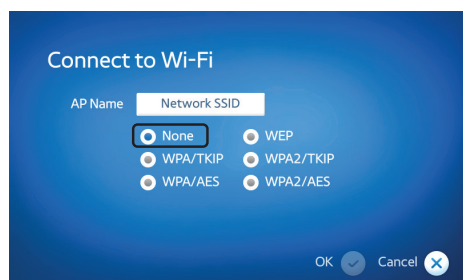 Connect to Wi-Fi
AP Name Network SSID
None WEP
WPA/TKIP WPA2/TKIP
WPA/AES WPA2/AES
OK Cancel